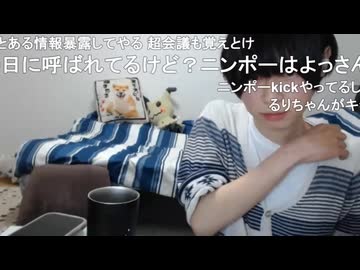 とある情報暴露してやる 超会議も覚えとけ
日に呼ばれてるけど？ニンポーはよっさん
ニンポーkickやってるし
るりちゃんがキ